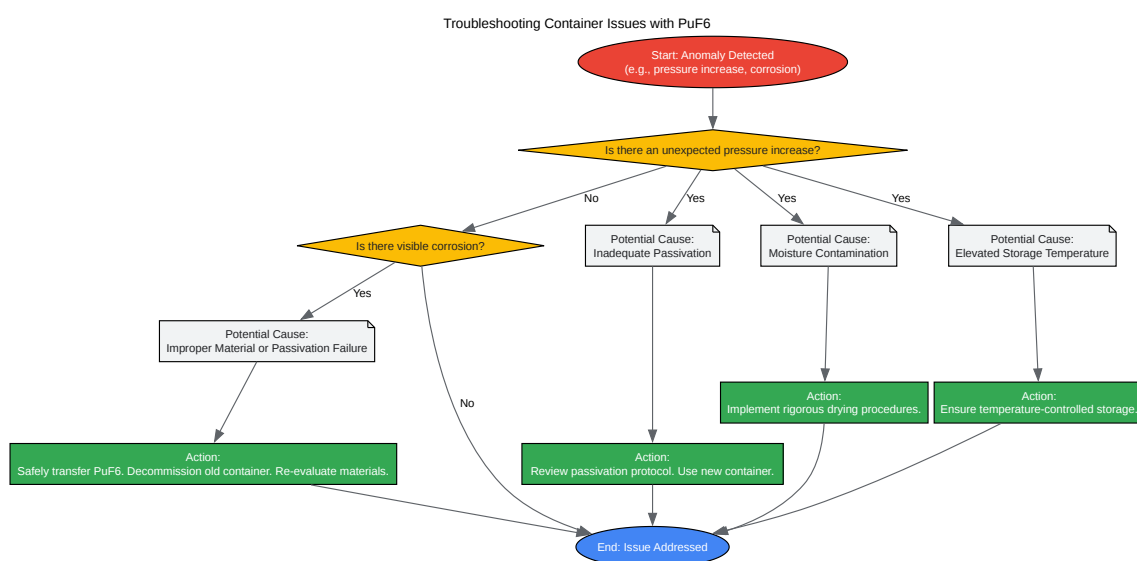 Troubleshooting Container Issues with PuF6
Start: Anomaly Detected
(e.g., pressure increase, corrosion)
Is there an unexpected pressure increase?
No
Yes
Yes
Yes
Is there visible corrosion?
Potential Cause:
Inadequate Passivation
Potential Cause:
Moisture Contamination
Potential Cause:
Elevated Storage Temperature
Yes
Potential Cause:
Improper Material or Passivation Failure
No
Action:
Implement rigorous drying procedures.
Action:
Ensure temperature-controlled storage.
Action:
Safely transfer PuF6. Decommission old container. Re-evaluate materials.
Action:
Review passivation protocol. Use new container.
End: Issue Addressed